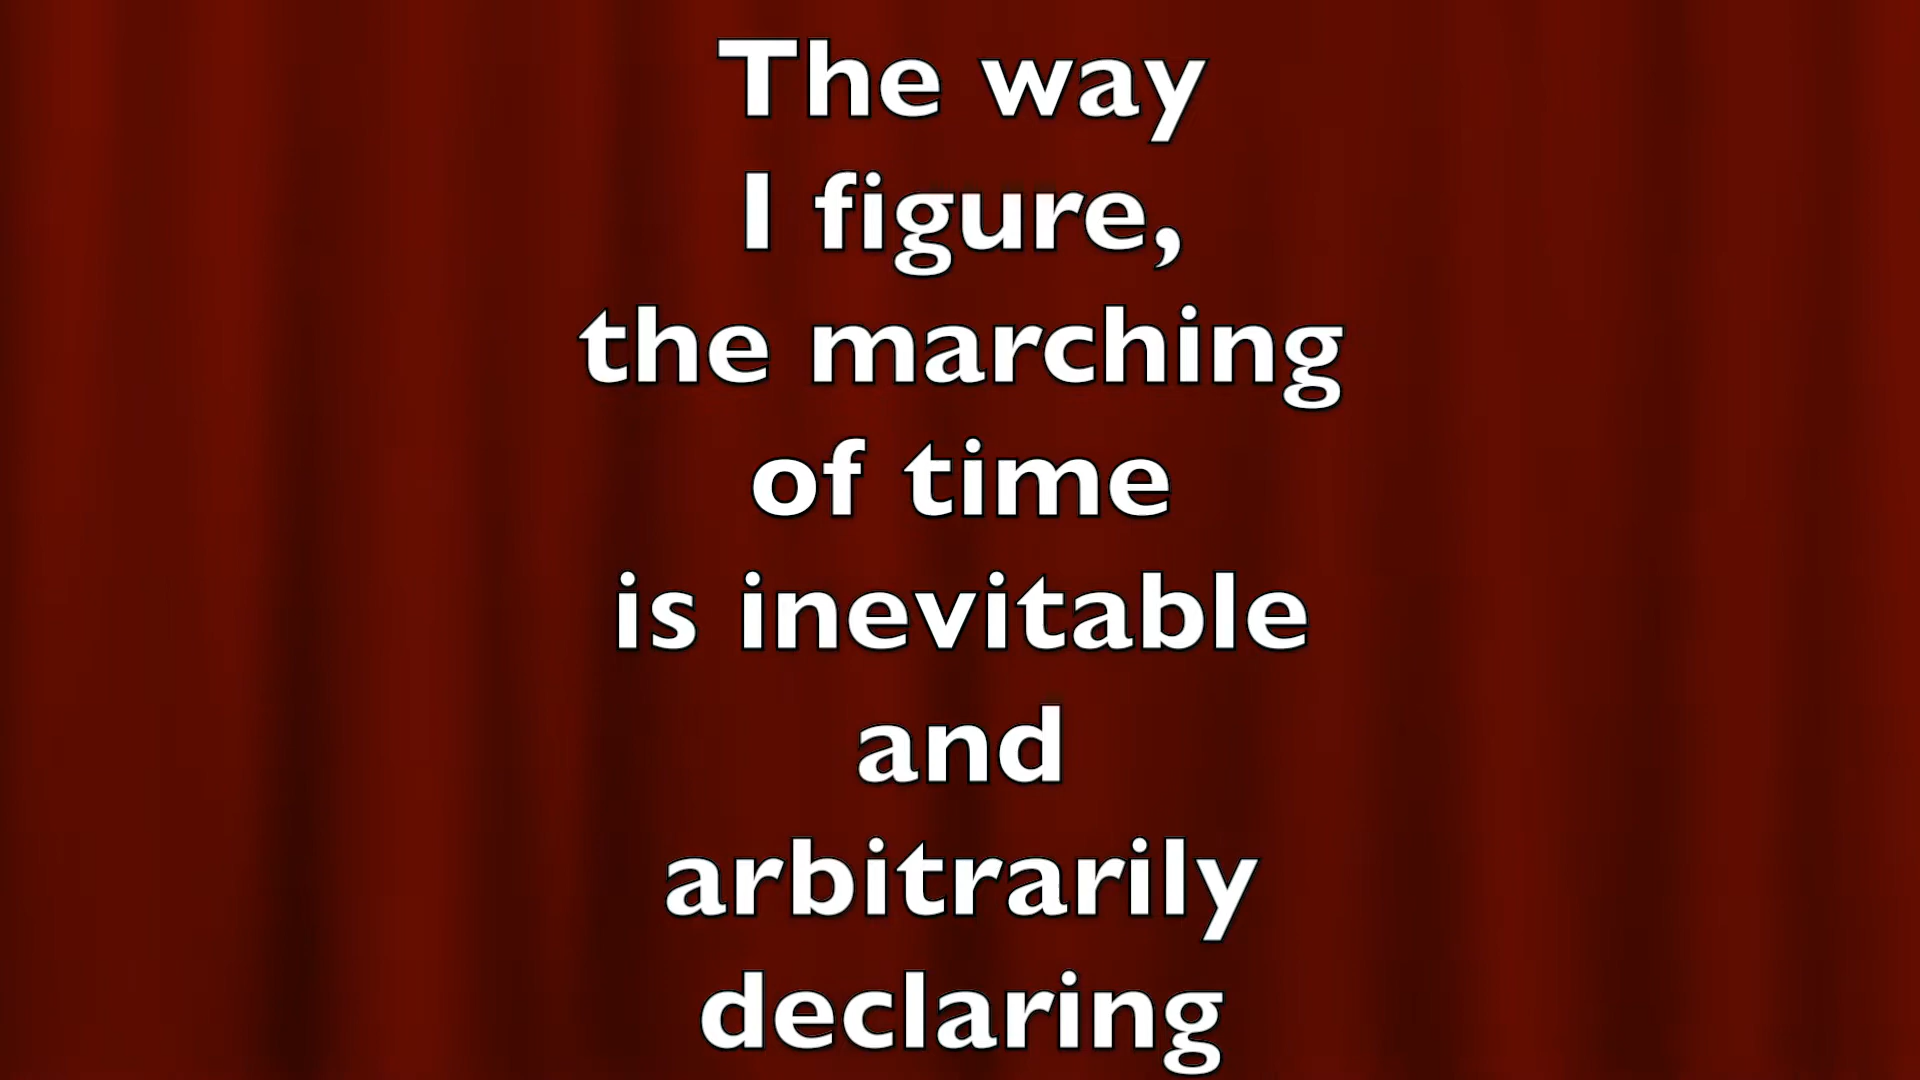 The way
I figure,
the marching
of time
is inevitable
and
arbitrarily
declaring